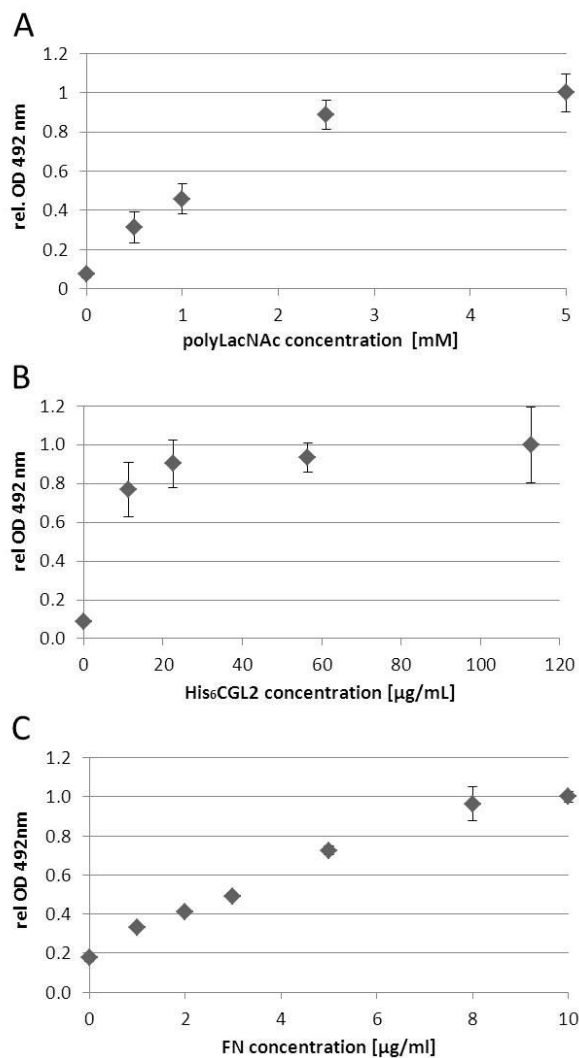 A
1.2
1
0.8
0.6
0.4
0.2
0
rel. OD 492 nm
0 1 2 3 4 5
polyLacNAc concentration [mM]
B
1.2
1.0
0.8
0.6
0.4
0.2
0.0
rel OD 492 nm
0 20 40 60 80 100 120
His₆CGL2 concentration [µg/mL]
C
1.2
1.0
0.8
0.6
0.4
0.2
0.0
rel OD 492nm
0 2 4 6 8 10
FN concentration [µg/ml]